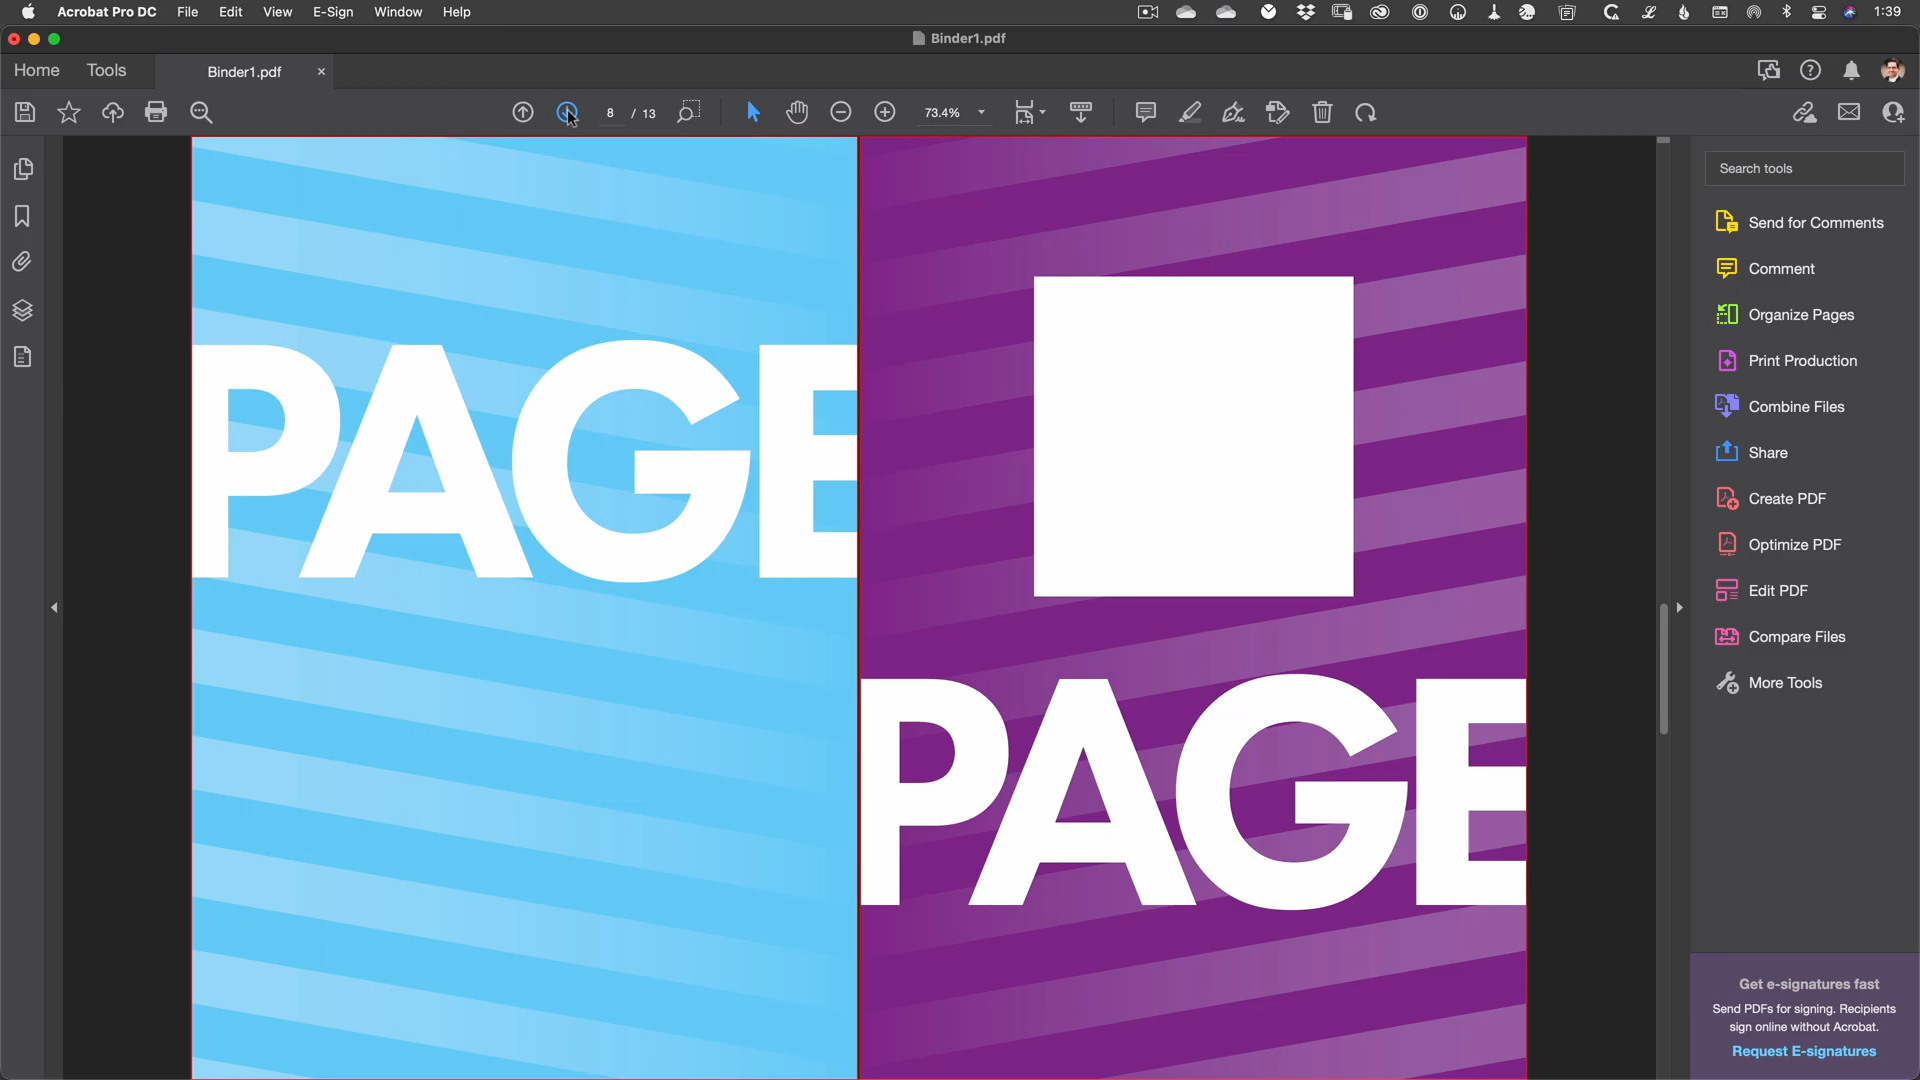 Acrobat Pro DC File Edit View E-Sign Window Help 1:39
Binder1.pdf
Home Tools Binder1.pdf
8 / 13 73.4%
Search tools
Send for Comments
Comment
Organize Pages
Print Production
Combine Files
Share
Create PDF
Optimize PDF
Edit PDF
Compare Files
More Tools
PAGE
PAGE
Get e-signatures fast
Send PDFs for signing. Recipients
sign online without Acrobat.
Request E-signatures